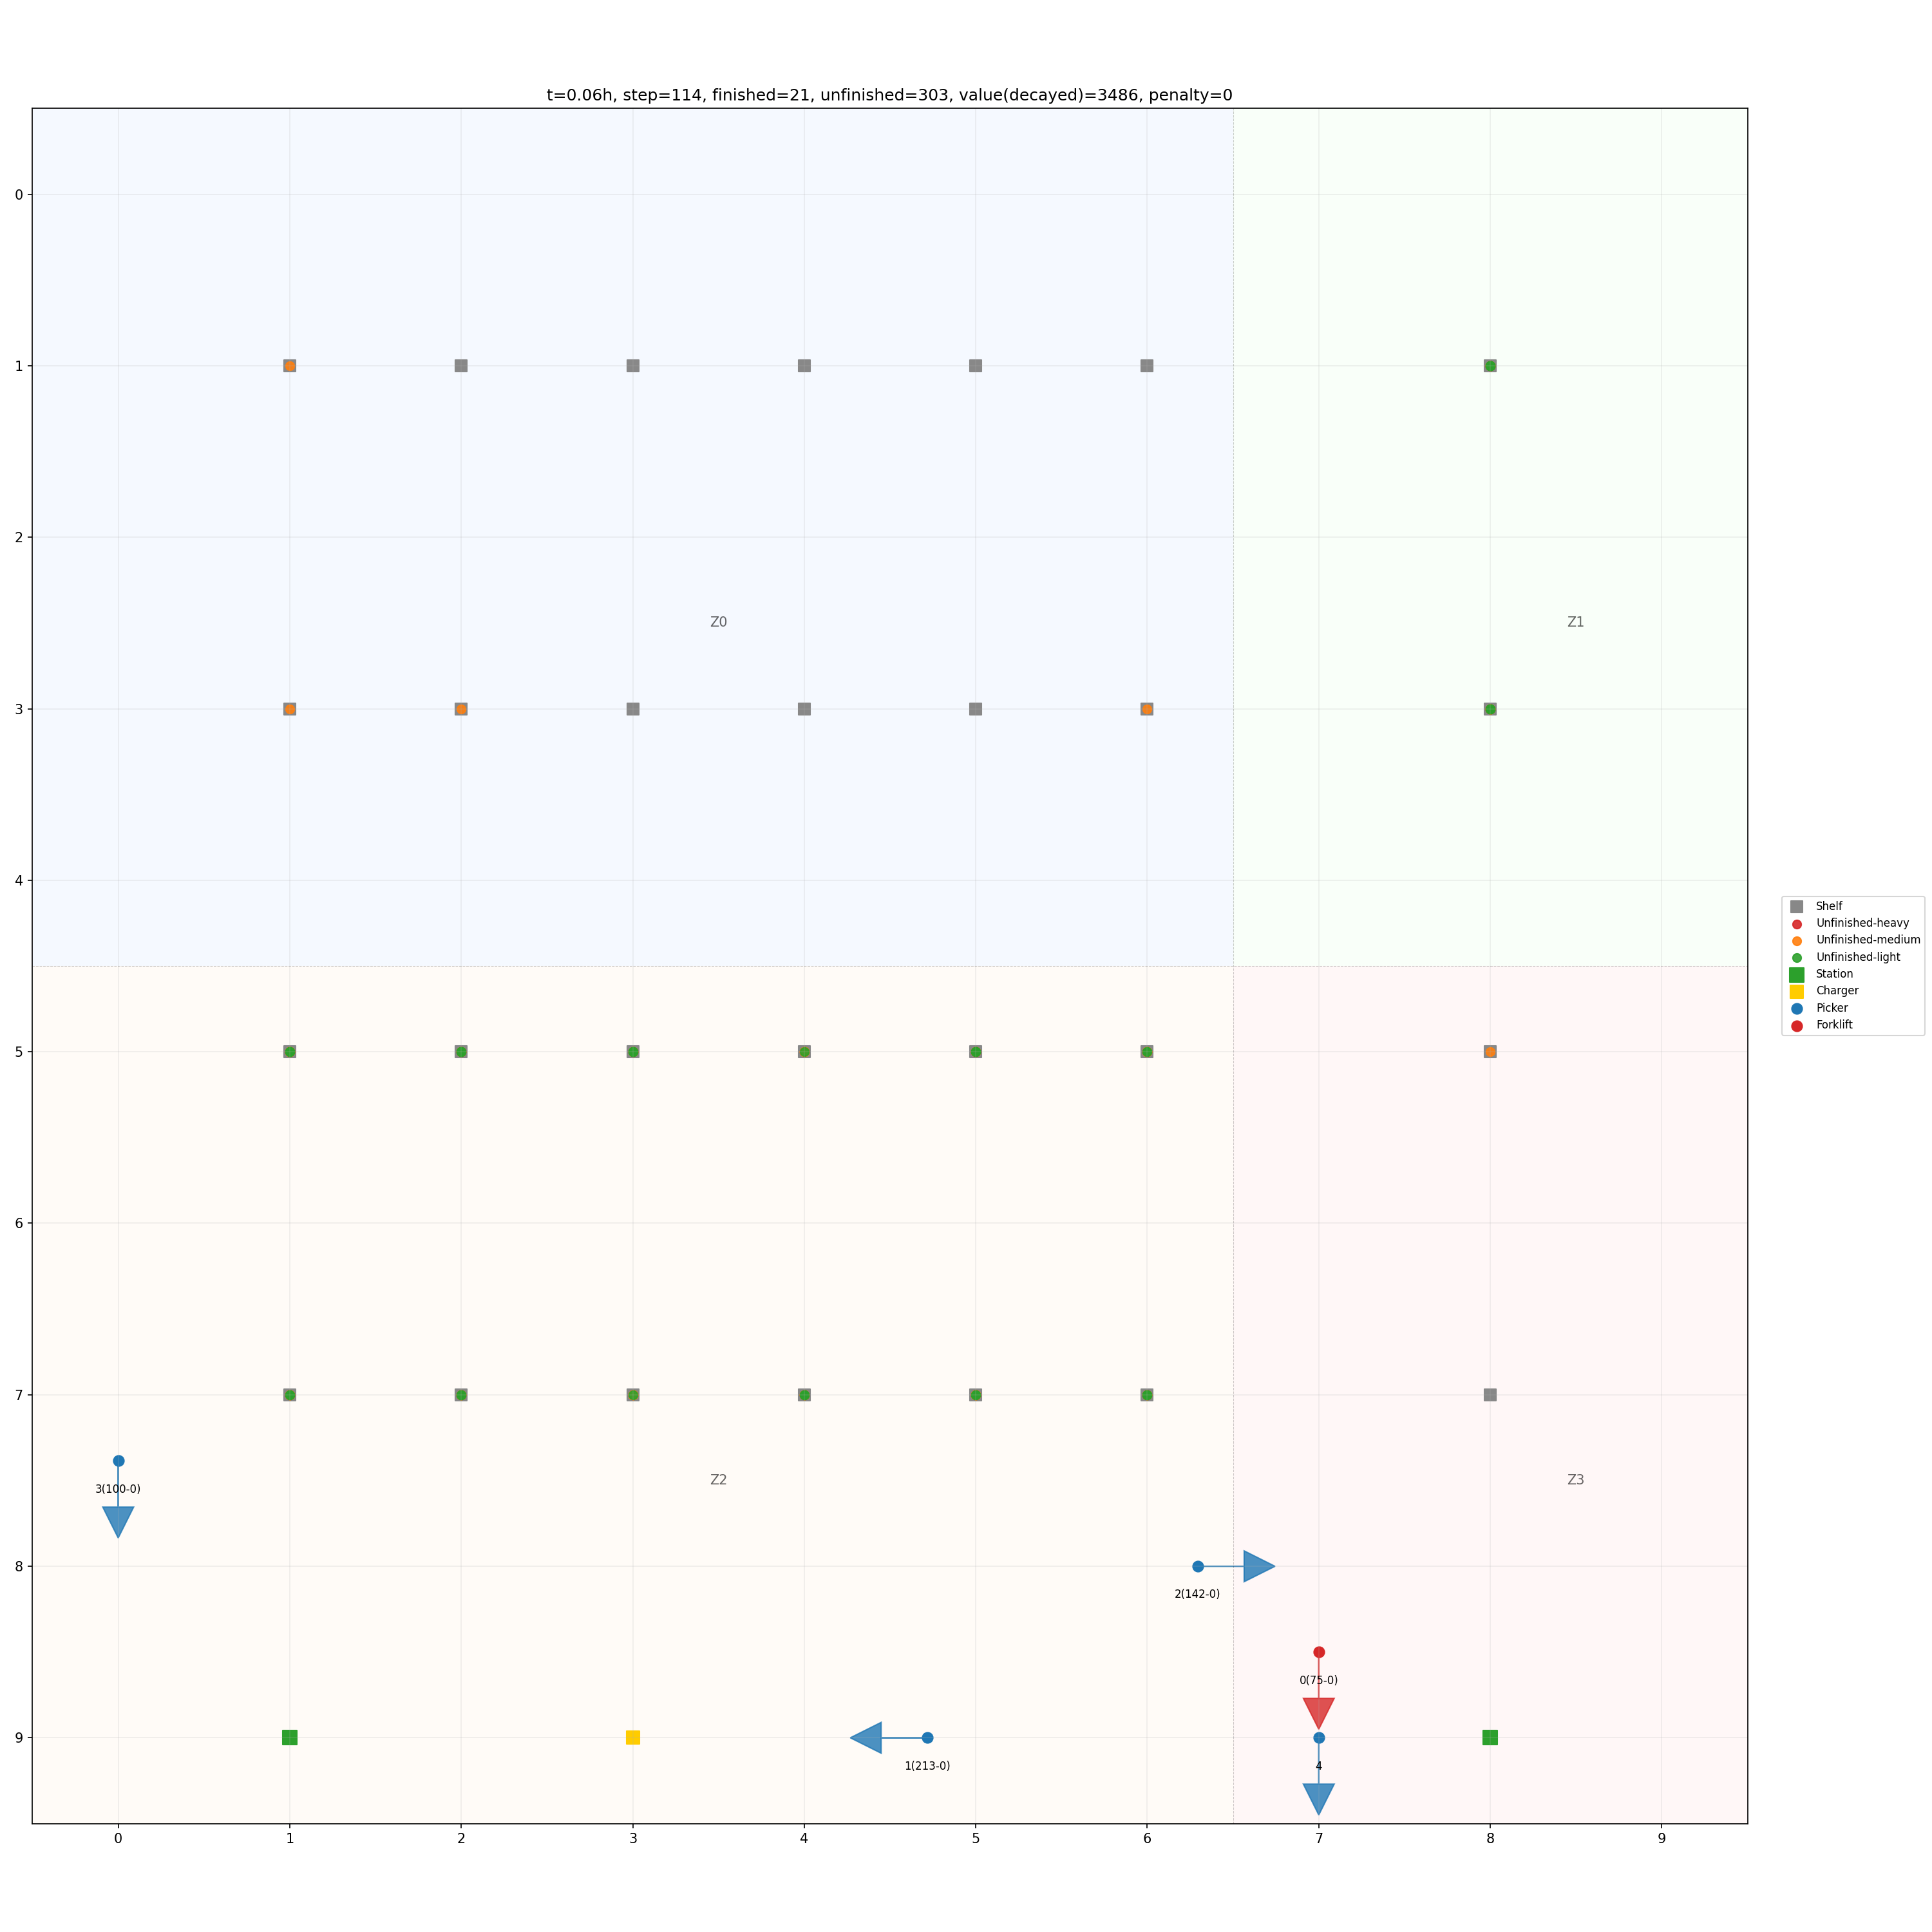 t=0.06h, step=114, finished=21, unfinished=303, value(decayed)=3486, penalty=0
0
1
2
Z0
Z1
3
4
Shelf
Unfinished-heavy
Unfinished-medium
Unfinished-light
Station
Charger
Picker
Forklift
5
6
7
Z2
Z3
3(100-0)
8
2(142-0)
0(75-0)
9
1(213-0)
4
0 1 2 3 4 5 6 7 8 9